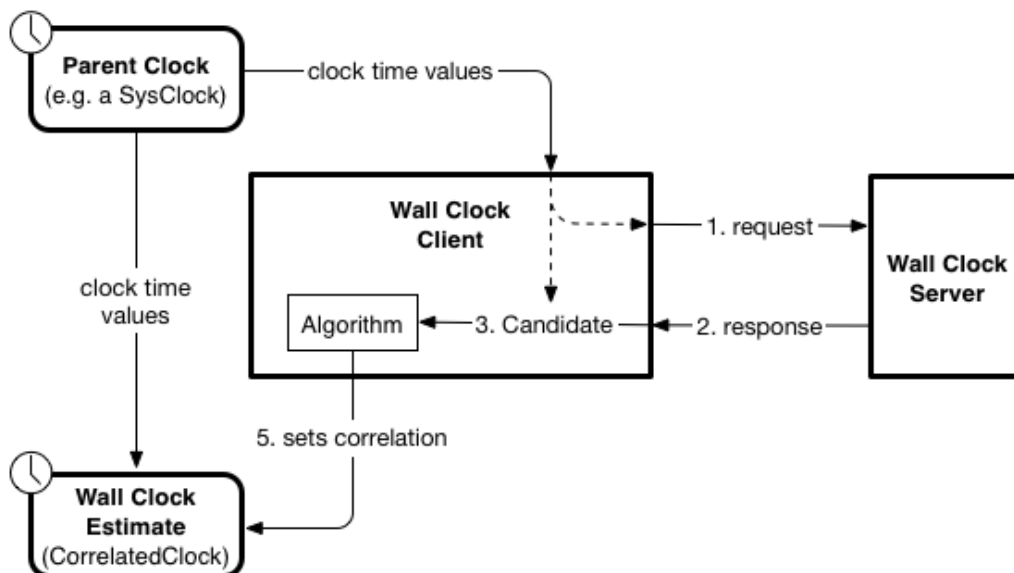 Parent Clock
(e.g. a SysClock)
clock time values
Wall Clock
Client
1. request
Wall Clock
Server
clock time
values
Algorithm
3. Candidate
2. response
5. sets correlation
Wall Clock
Estimate
(CorrelatedClock)